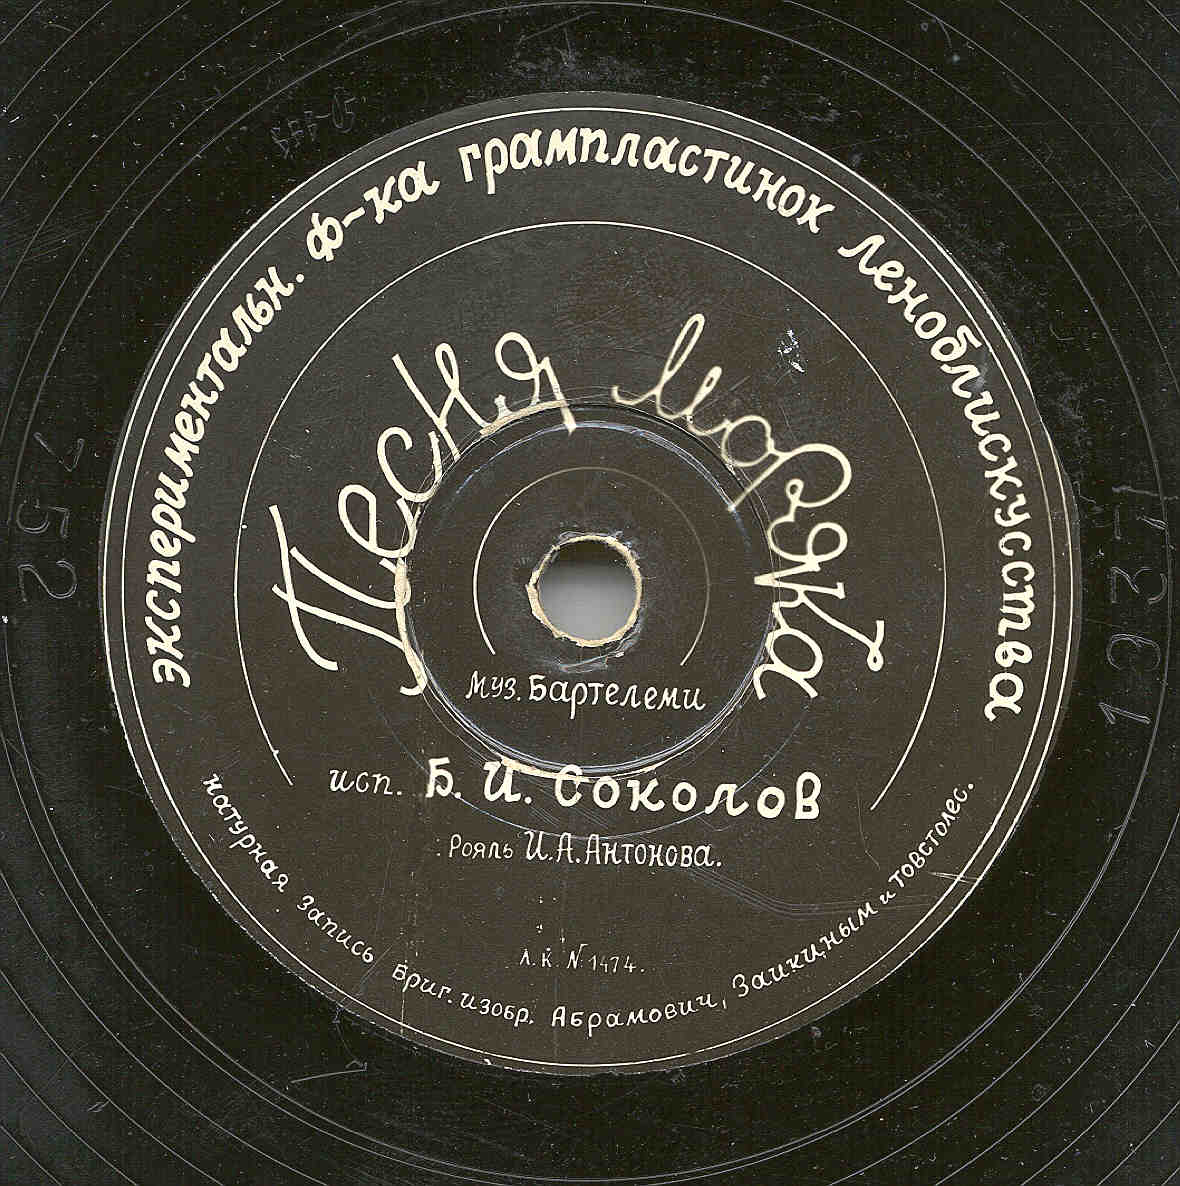 экспериментальн. ф-ка грампластинок леноблискусства
Песня моряка
муз. Бартелеми
исп. Б. И. Соколов
Рояль И.А. Антонова.
Л.К. № 1474.
натурная запись Бриг. изобр. Абрамович, Заикиным и Товстолес.
752